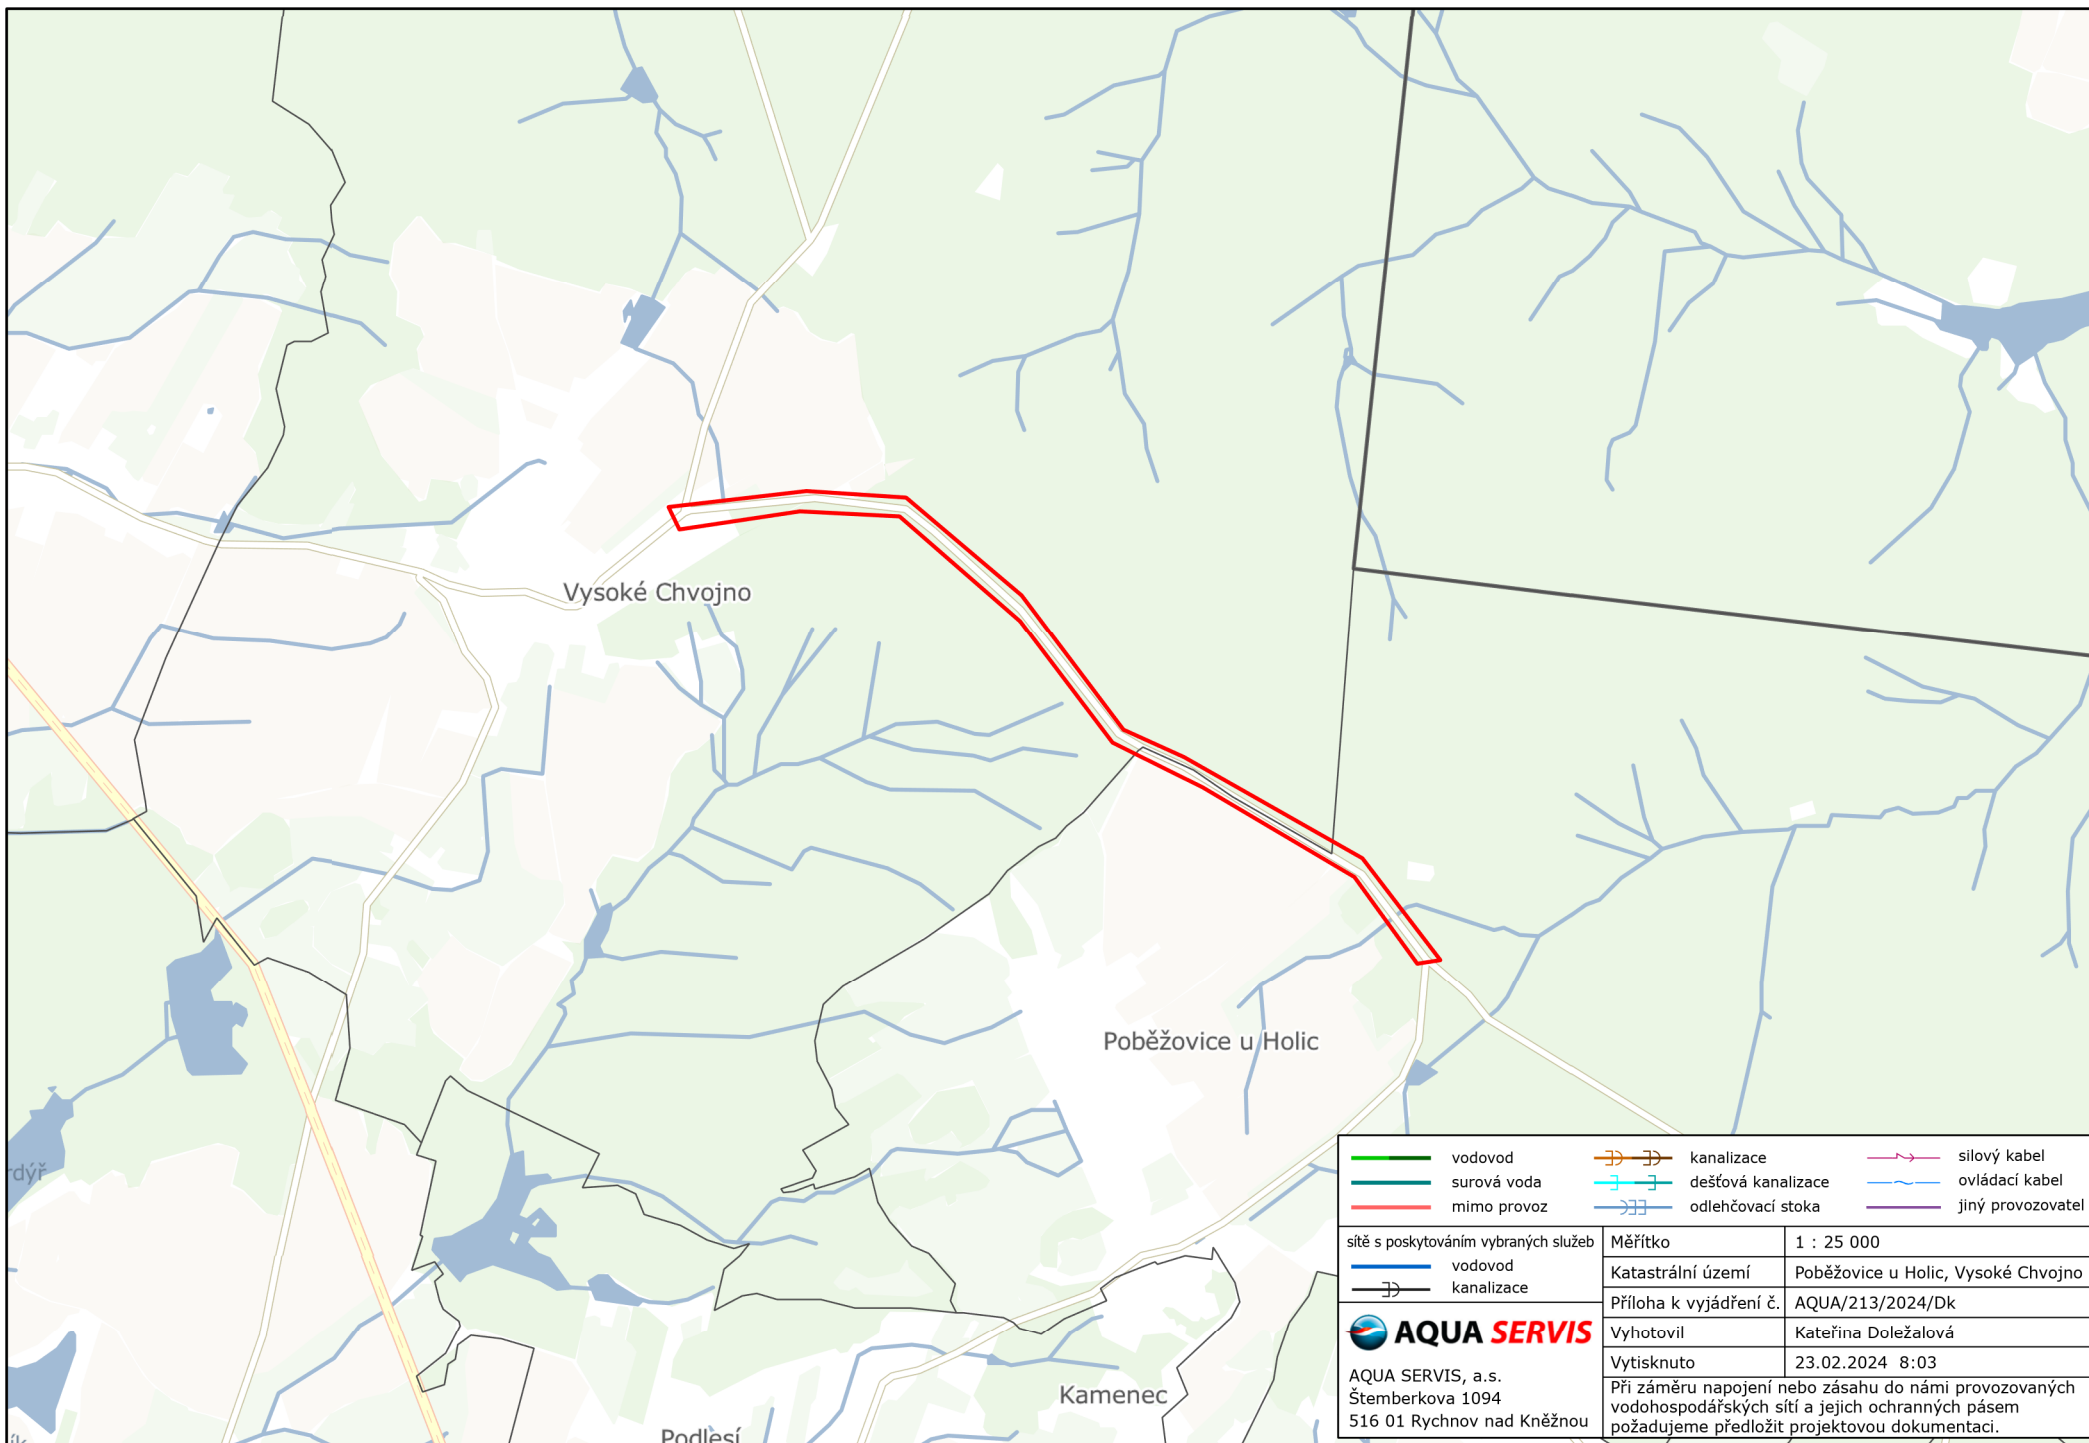 Vysoké Chvojno
Poběžovice u Holic
rdýř
Kamenec
Podlesí
vodovod
surová voda
mimo provoz
kanalizace
dešťová kanalizace
odlehčovací stoka
silový kabel
ovládací kabel
jiný provozovatel
sítě s poskytováním vybraných služeb
vodovod
kanalizace
AQUA SERVIS
AQUA SERVIS, a.s.
Štemberkova 1094
516 01 Rychnov nad Kněžnou
Měřítko 1 : 25 000
Katastrální území Poběžovice u Holic, Vysoké Chvojno
Příloha k vyjádření č. AQUA/213/2024/Dk
Vyhotovil Kateřina Doležalová
Vytisknuto 23.02.2024 8:03
Při záměru napojení nebo zásahu do námi provozovaných
vodohospodářských sítí a jejich ochranných pásem
požadujeme předložit projektovou dokumentaci.